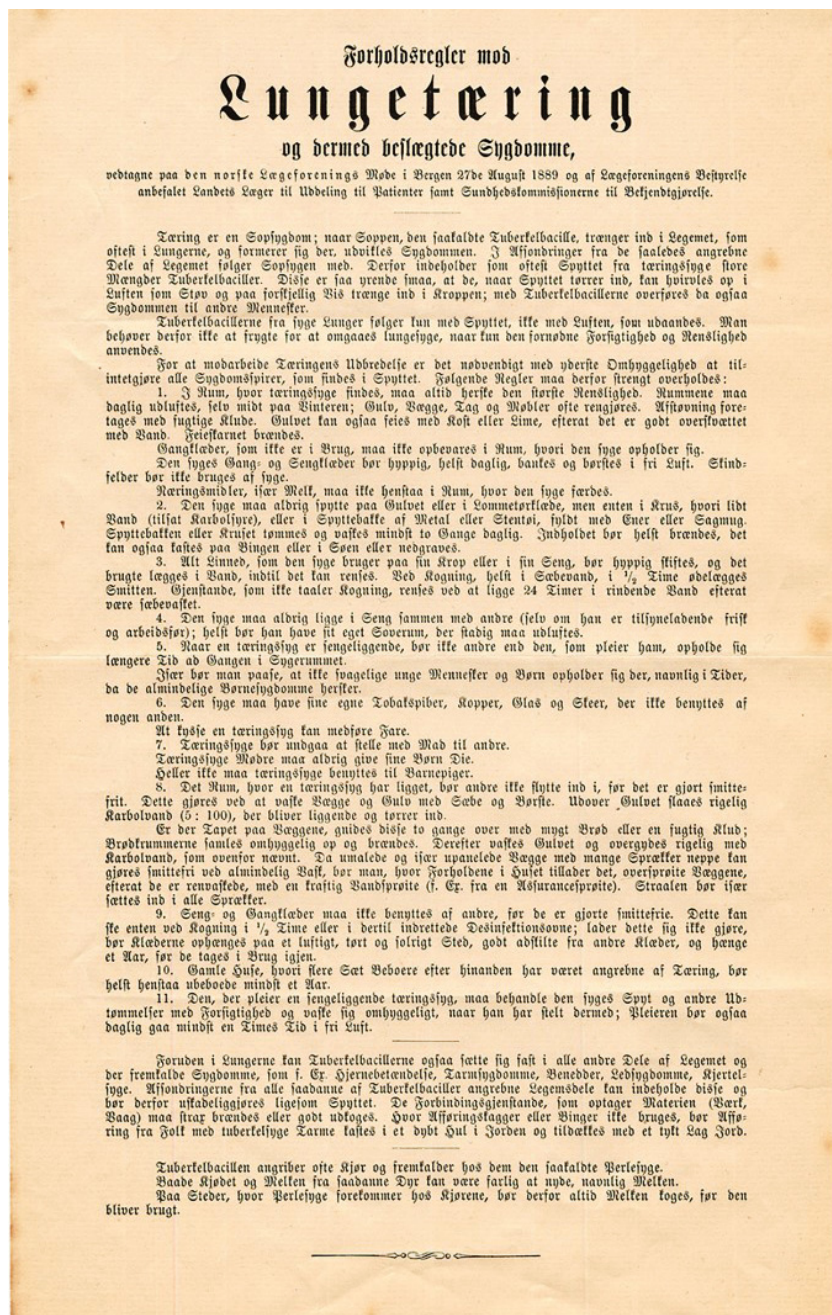 Forholdsregler mod
Lungetæring
og dermed beslægtede Sygdomme,
vedtagne paa den norske Lægeforenings Møde i Bergen 27de August 1889 og af Lægeforeningens Bestyrelse
anbefalet Landets Læger til Uddeling til Patienter samt Sundhedskommissionerne til Bekjendtgjørelse.
Tæring er en Sopsygdom; naar Soppen, den saakaldte Tuberkelbacille, trænger ind i Legemet, som
oftest i Lungerne, og formerer sig der, udvikles Sygdommen. I Afsondringer fra de saaledes angrebne
Dele af Legemet følger Sopsygen med. Derfor indeholder som oftest Spyttet fra tæringssyge store
Mængder Tuberkelbaciller. Disse er saa yrende smaa, at de, naar Spyttet tørrer ind, kan hvirvles op i
Luften som Støv og paa forskjellig Vis trænge ind i Kroppen; med Tuberkelbacillerne overføres da ogsaa
Sygdommen til andre Mennesker.
Tuberkelbacillerne fra syge Lunger følger kun med Spyttet, ikke med Luften, som udaandes. Man
behøver derfor ikke at frygte for at omgaaes lungesyge, naar kun den fornødne Forsigtighed og Renslighed
anvendes.
For at modarbeide Tæringens Udbredelse er det nødvendigt med yderste Omhyggelighed at til-
intetgjøre alle Sygdomsspirer, som findes i Spyttet. Følgende Regler maa derfor strengt overholdes:
1. I Rum, hvor tæringssyge findes, maa altid herske den største Renslighed. Rummene maa
daglig udluftes, selv midt paa Vinteren; Gulv, Vægge, Tag og Møbler ofte rengjøres. Afstøvning fore-
tages med fugtige Klude. Gulvet kan ogsaa feies med Kost eller Lime, efterat det er godt overskvættet
med Vand. Feieskarnet brændes.
Gangklæder, som ikke er i Brug, maa ikke opbevares i Rum, hvori den syge opholder sig.
Den syges Gang- og Sengklæder bør hyppig, helst daglig, bankes og børstes i fri Luft. Skind-
felder bør ikke bruges af syge.
Næringsmidler, især Melk, maa ikke henstaa i Rum, hvor den syge færdes.
2. Den syge maa aldrig spytte paa Gulvet eller i Lommetørklæde, men enten i Krus, hvori lidt
Vand (tilsat Karbolsyre), eller i Spyttebakke af Metal eller Stentøi, fyldt med Ener eller Sagmug.
Spyttebakken eller Kruset tømmes og vaskes mindst to Gange daglig. Indholdet bør helst brændes, det
kan ogsaa kastes paa Bingen eller i Søen eller nedgraves.
3. Alt Linned, som den syge bruger paa sin Krop eller i sin Seng, bør hyppig skiftes, og det
brugte lægges i Vand, indtil det kan renses. Ved Kogning, helst i Sæbevand, i 1/2 Time ødelægges
Smitten. Gjenstande, som ikke taaler Kogning, renses ved at ligge 24 Timer i rindende Vand efterat
være sæbevasket.
4. Den syge maa aldrig ligge i Seng sammen med andre (selv om han er tilsyneladende frisk
og arbeidsfør); helst bør han have sit eget Soverum, der stadig maa udluftes.
5. Naar en tæringssyg er sengeliggende, bør ikke andre end den, som pleier ham, opholde sig
længere Tid ad Gangen i Sygerummet.
Især bør man paase, at ikke svagelige unge Mennesker og Børn opholder sig der, navnlig i Tider,
da de almindelige Børnesygdomme hersker.
6. Den syge maa have sine egne Tobakspiber, Kopper, Glas og Skeer, der ikke benyttes af
nogen anden.
At kysse en tæringssyg kan medføre Fare.
7. Tæringssyge bør undgaa at stelle med Mad til andre.
Tæringssyge Mødre maa aldrig give sine Børn Die.
Heller ikke maa tæringssyge benyttes til Barnepiger.
8. Det Rum, hvor en tæringssyg har ligget, bør andre ikke flytte ind i, før det er gjort smitte-
frit. Dette gjøres ved at vaske Vægge og Gulv med Sæbe og Børste. Udover Gulvet slaaes rigelig
Karbolvand (5 : 100), der bliver liggende og tørrer ind.
Er der Tapet paa Væggene, gnides disse to gange over med mygt Brød eller en fugtig Klud;
Brødkrummerne samles omhyggelig op og brændes. Derefter vaskes Gulvet og overgydes rigelig med
Karbolvand, som ovenfor nævnt. Da umalede og især upanelede Vægge med mange Sprækker neppe kan
gjøres smittefri ved almindelig Vask, bør man, hvor Forholdene i Huset tillader det, oversprøite Væggene,
efterat de er renvaskede, med en kraftig Vandsprøite (f. Ex. fra en Assurancesprøite). Straalen bør især
sættes ind i alle Sprækker.
9. Seng- og Gangklæder maa ikke benyttes af andre, før de er gjorte smittefrie. Dette kan
ske enten ved Kogning i 1/2 Time eller i dertil indrettede Desinfektionsovne; lader dette sig ikke gjøre,
bør Klæderne ophænges paa et luftigt, tørt og solrigt Sted, godt adskilte fra andre Klæder, og hænge
et Aar, før de tages i Brug igjen.
10. Gamle Huse, hvori flere Sæt Beboere efter hinanden har været angrebne af Tæring, bør
helst henstaa ubeboede mindst et Aar.
11. Den, der pleier en sengeliggende tæringssyg, maa behandle den syges Spyt og andre Ud-
tømmelser med Forsigtighed og vaske sig omhyggeligt, naar han har stelt dermed; Pleieren bør ogsaa
daglig gaa mindst en Times Tid i fri Luft.
Foruden i Lungerne kan Tuberkelbacillerne ogsaa sætte sig fast i alle andre Dele af Legemet og
der fremkalde Sygdomme, som f. Ex. Hjernebetændelse, Tarmsygdomme, Benedder, Ledsygdomme, Kjertel-
syge. Afsondringerne fra alle saadanne af Tuberkelbaciller angrebne Legemsdele kan indeholde disse og
bør derfor uskadeliggjøres ligesom Spyttet. De Forbindingsgjenstande, som optager Materien (Værk,
Vaag) maa strax brændes eller godt udkoges. Hvor Afføringskagger eller Binger ikke bruges, bør Affø-
ring fra Folk med tuberkelsyge Tarme kastes i et dybt Hul i Jorden og tildækkes med et tykt Lag Jord.
Tuberkelbacillen angriber ofte Kjør og fremkalder hos dem den saakaldte Perlesyge.
Baade Kjødet og Melken fra saadanne Dyr kan være farlig at nyde, navnlig Melken.
Paa Steder, hvor Perlesyge forekommer hos Kjørene, bør derfor altid Melken koges, før den
bliver brugt.